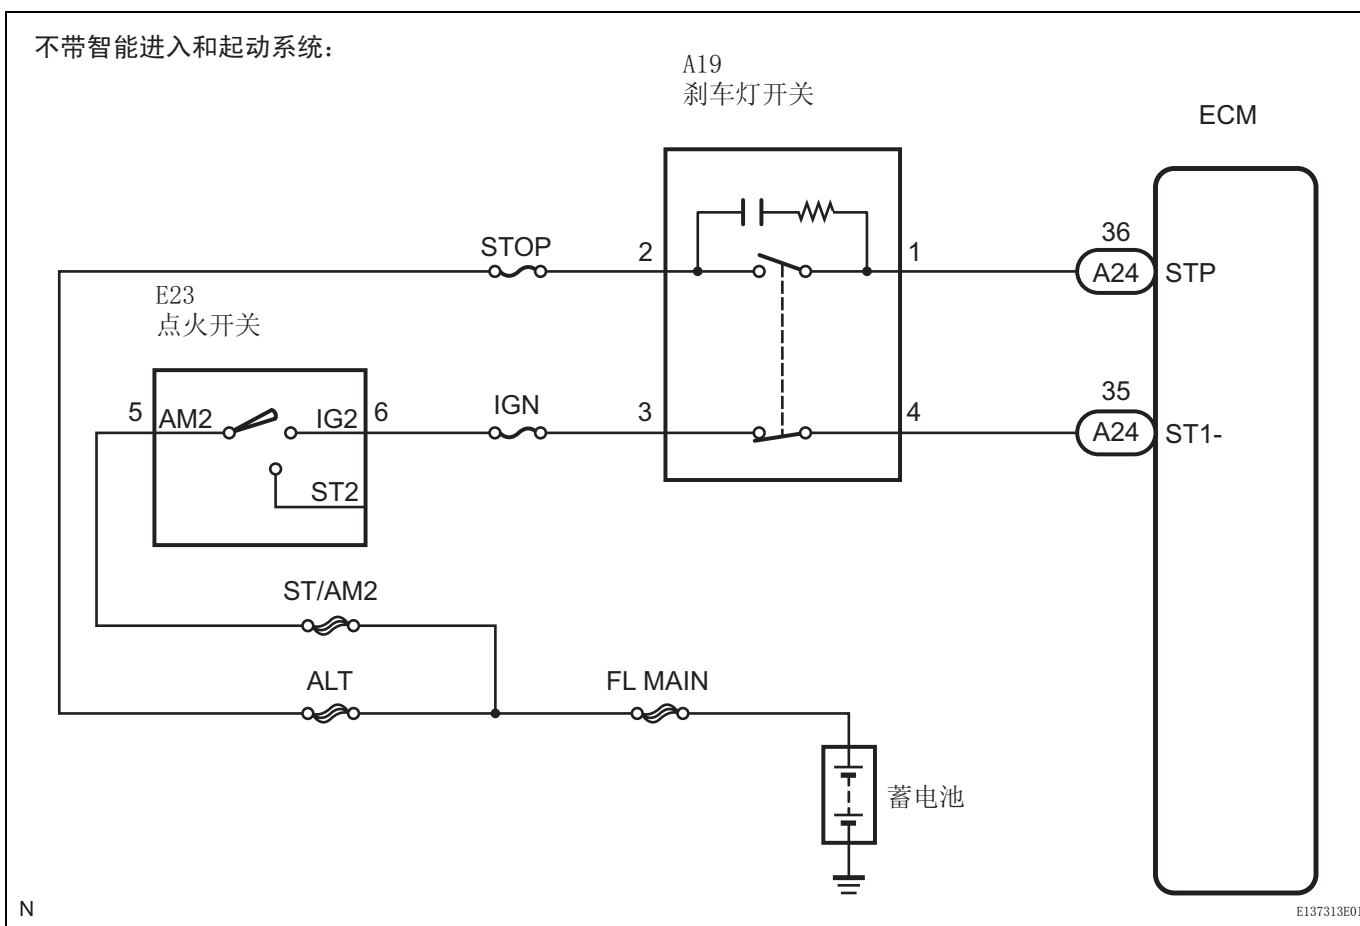 不带智能进入和起动系统：
A19
刹车灯开关
ECM
STOP
2
1
36
A24
STP
E23
点火开关
5
AM2
IG2
6
IGN
3
4
35
A24
ST1-
ST2
ST/AM2
ALT
FL MAIN
蓄电池
N
E137313E01